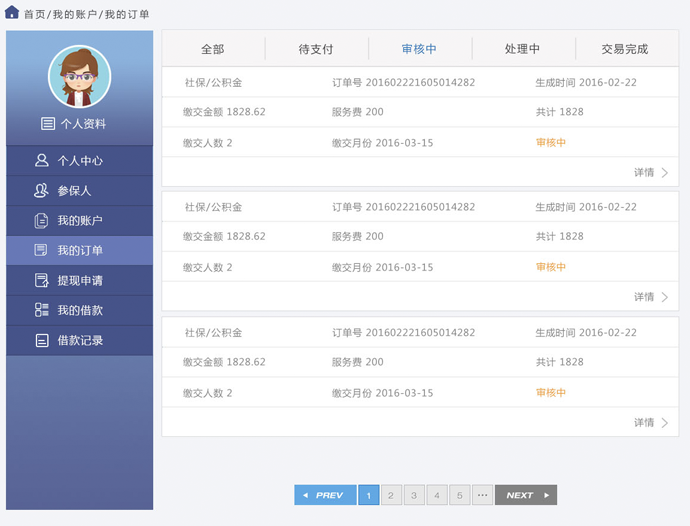 首页/我的账户/我的订单
个人资料
个人中心
参保人
我的账户
我的订单
提现申请
我的借款
借款记录
全部 待支付 审核中 处理中 交易完成
社保/公积金 订单号 201602221605014282 生成时间 2016-02-22
缴交金额 1828.62 服务费 200 共计 1828
缴交人数 2 缴交月份 2016-03-15 审核中
详情
社保/公积金 订单号 201602221605014282 生成时间 2016-02-22
缴交金额 1828.62 服务费 200 共计 1828
缴交人数 2 缴交月份 2016-03-15 审核中
详情
社保/公积金 订单号 201602221605014282 生成时间 2016-02-22
缴交金额 1828.62 服务费 200 共计 1828
缴交人数 2 缴交月份 2016-03-15 审核中
详情
PREV 1 2 3 4 5 ··· NEXT